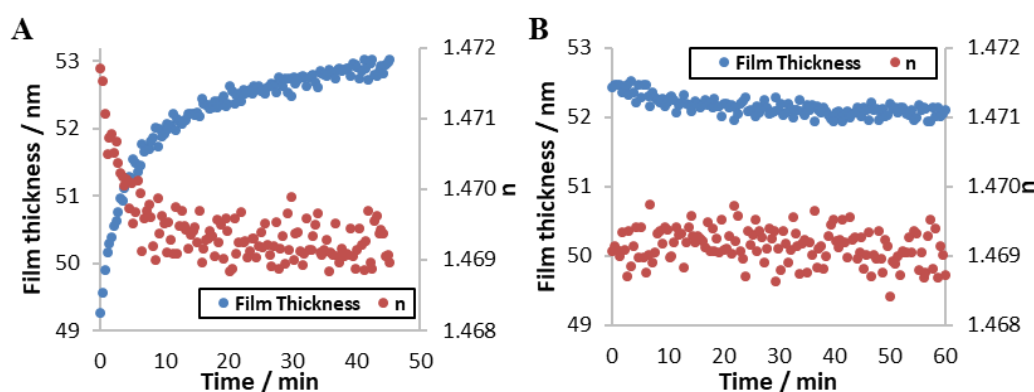 A
Film thickness / nm
53
52
51
50
49
1.472
1.471
1.470
1.469
1.468
n
Film Thickness n
0 10 20 30 40 50
Time / min
B
Film thickness / nm
53
52
51
50
49
1.472
1.471
1.470
1.469
1.468
n
Film Thickness n
0 10 20 30 40 50 60
Time / min